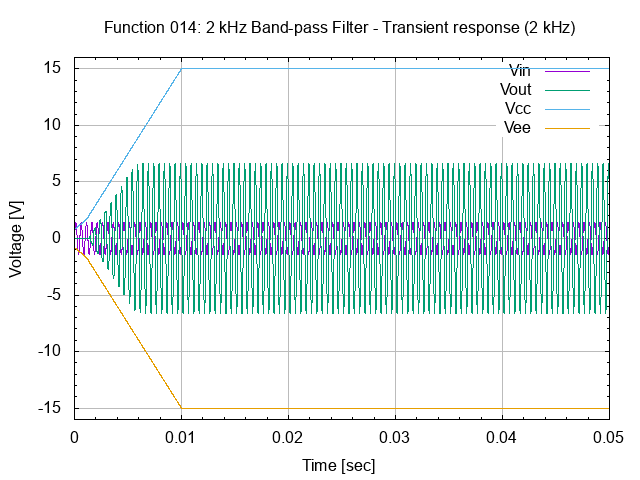 Function 014: 2 kHz Band-pass Filter - Transient response (2 kHz)
Vin
Vout
Vcc
Vee
15
10
5
0
-5
-10
-15
Voltage [V]
0 0.01 0.02 0.03 0.04 0.05
Time [sec]